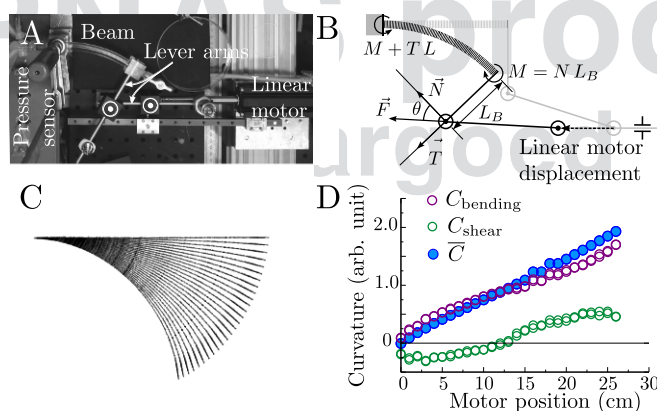 A
Beam
Lever arms
Linear
motor
Pressure
sensor
B
M + T L
M = N L_B
N⃗
F⃗
θ
L_B
T⃗
Linear motor
displacement
C
D
C_bending
C_shear
C̅
Curvature (arb. unit)
2.0
1.0
0
0 5 10 15 20 25 30
Motor position (cm)